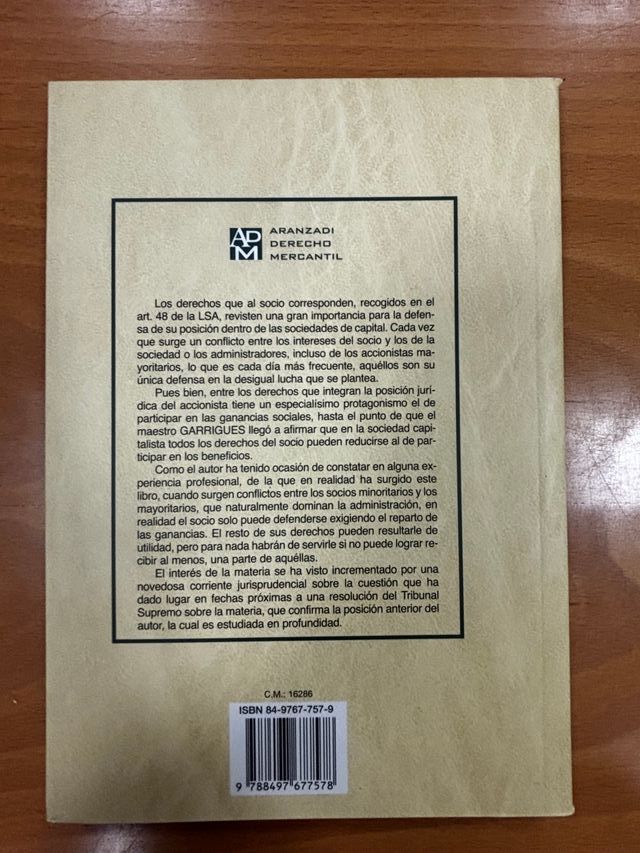 APM
ARANZADI
DERECHO
MERCANTIL
Los derechos que al socio corresponden, recogidos en el
art. 48 de la LSA, revisten una gran importancia para la defen-
sa de su posición dentro de las sociedades de capital. Cada vez
que surge un conflicto entre los intereses del socio y los de la
sociedad o los administradores, incluso de los accionistas ma-
yoritarios, lo que es cada día más frecuente, aquéllos son su
única defensa en la desigual lucha que se plantea.
Pues bien, entre los derechos que integran la posición jurí-
dica del accionista tiene un especialísimo protagonismo el de
participar en las ganancias sociales, hasta el punto de que el
maestro GARRIGUES llegó a afirmar que en la sociedad capi-
talista todos los derechos del socio pueden reducirse al de par-
ticipar en los beneficios.
Como el autor ha tenido ocasión de constatar en alguna ex-
periencia profesional, de la que en realidad ha surgido este
libro, cuando surgen conflictos entre los socios minoritarios y los
mayoritarios, que naturalmente dominan la administración, en
realidad el socio solo puede defenderse exigiendo el reparto de
las ganancias. El resto de sus derechos pueden resultarle de
utilidad, pero para nada habrán de servirle si no puede lograr re-
cibir al menos, una parte de aquéllas.
El interés de la materia se ha visto incrementado por una
novedosa corriente jurisprudencial sobre la cuestión que ha
dado lugar en fechas próximas a una resolución del Tribunal
Supremo sobre la materia, que confirma la posición anterior del
autor, la cual es estudiada en profundidad.
C.M.: 16286
ISBN 84-9767-757-9
9 788497 677578